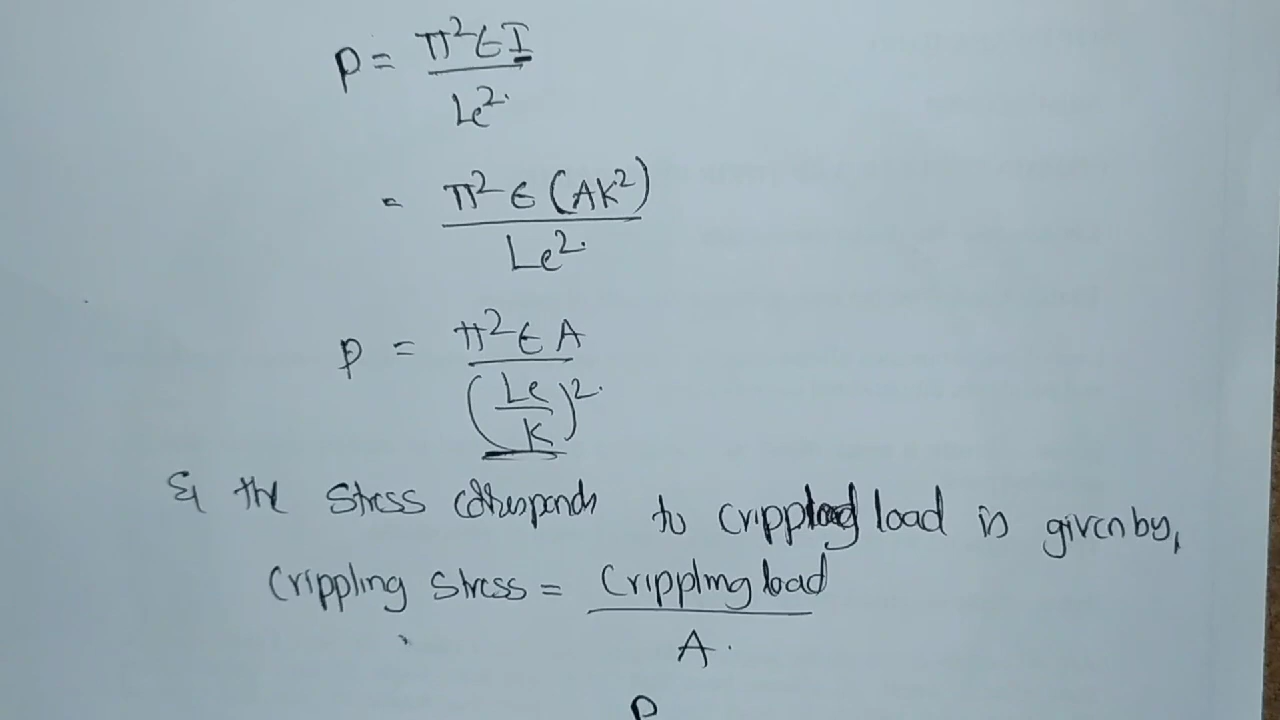 P = π²EI
Le²
= π²E(AK²)
Le²
P = π²EA
(Le/K)²
& the stress corresponds to crippling load is given by,
Crippling stress = Crippling load
A.
P